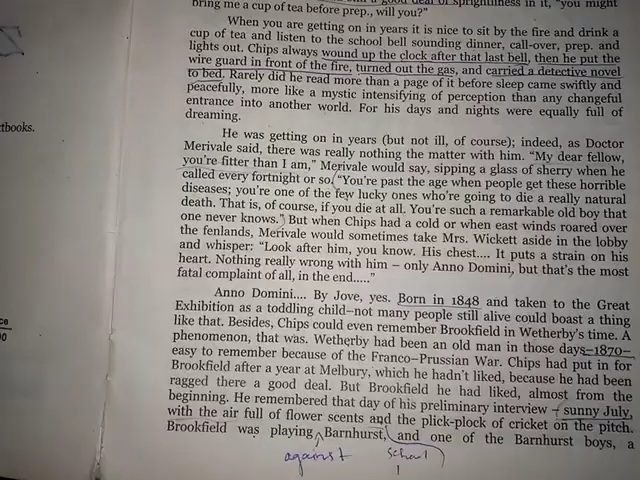 good deal of sprightliness in it, "you might
bring me a cup of tea before prep., will you?"
When you are getting on in years it is nice to sit by the fire and drink a
cup of tea and listen to the school bell sounding dinner, call-over, prep. and
lights out. Chips always wound up the clock after that last bell, then he put the
wire guard in front of the fire, turned out the gas, and carried a detective novel
to bed. Rarely did he read more than a page of it before sleep came swiftly and
peacefully, more like a mystic intensifying of perception than any changeful
entrance into another world. For his days and nights were equally full of
dreaming.
tbooks.
He was getting on in years (but not ill, of course); indeed, as Doctor
Merivale said, there was really nothing the matter with him. "My dear fellow,
you're fitter than I am," Merivale would say, sipping a glass of sherry when he
called every fortnight or so. "You're past the age when people get these horrible
diseases; you're one of the few lucky ones who're going to die a really natural
death. That is, of course, if you die at all. You're such a remarkable old boy that
one never knows." But when Chips had a cold or when east winds roared over
the fenlands, Merivale would sometimes take Mrs. Wickett aside in the lobby
and whisper: "Look after him, you know. His chest.... It puts a strain on his
heart. Nothing really wrong with him – only Anno Domini, but that's the most
fatal complaint of all, in the end....."
Anno Domini.... By Jove, yes. Born in 1848 and taken to the Great
Exhibition as a toddling child–not many people still alive could boast a thing
like that. Besides, Chips could even remember Brookfield in Wetherby's time. A
phenomenon, that was. Wetherby had been an old man in those days–1870–
easy to remember because of the Franco–Prussian War. Chips had put in for
Brookfield after a year at Melbury, which he hadn't liked, because he had been
ragged there a good deal. But Brookfield he had liked, almost from the
beginning. He remembered that day of his preliminary interview – sunny July,
with the air full of flower scents and the plick-plock of cricket on the pitch.
Brookfield was playing Barnhurst, and one of the Barnhurst boys, a
against school